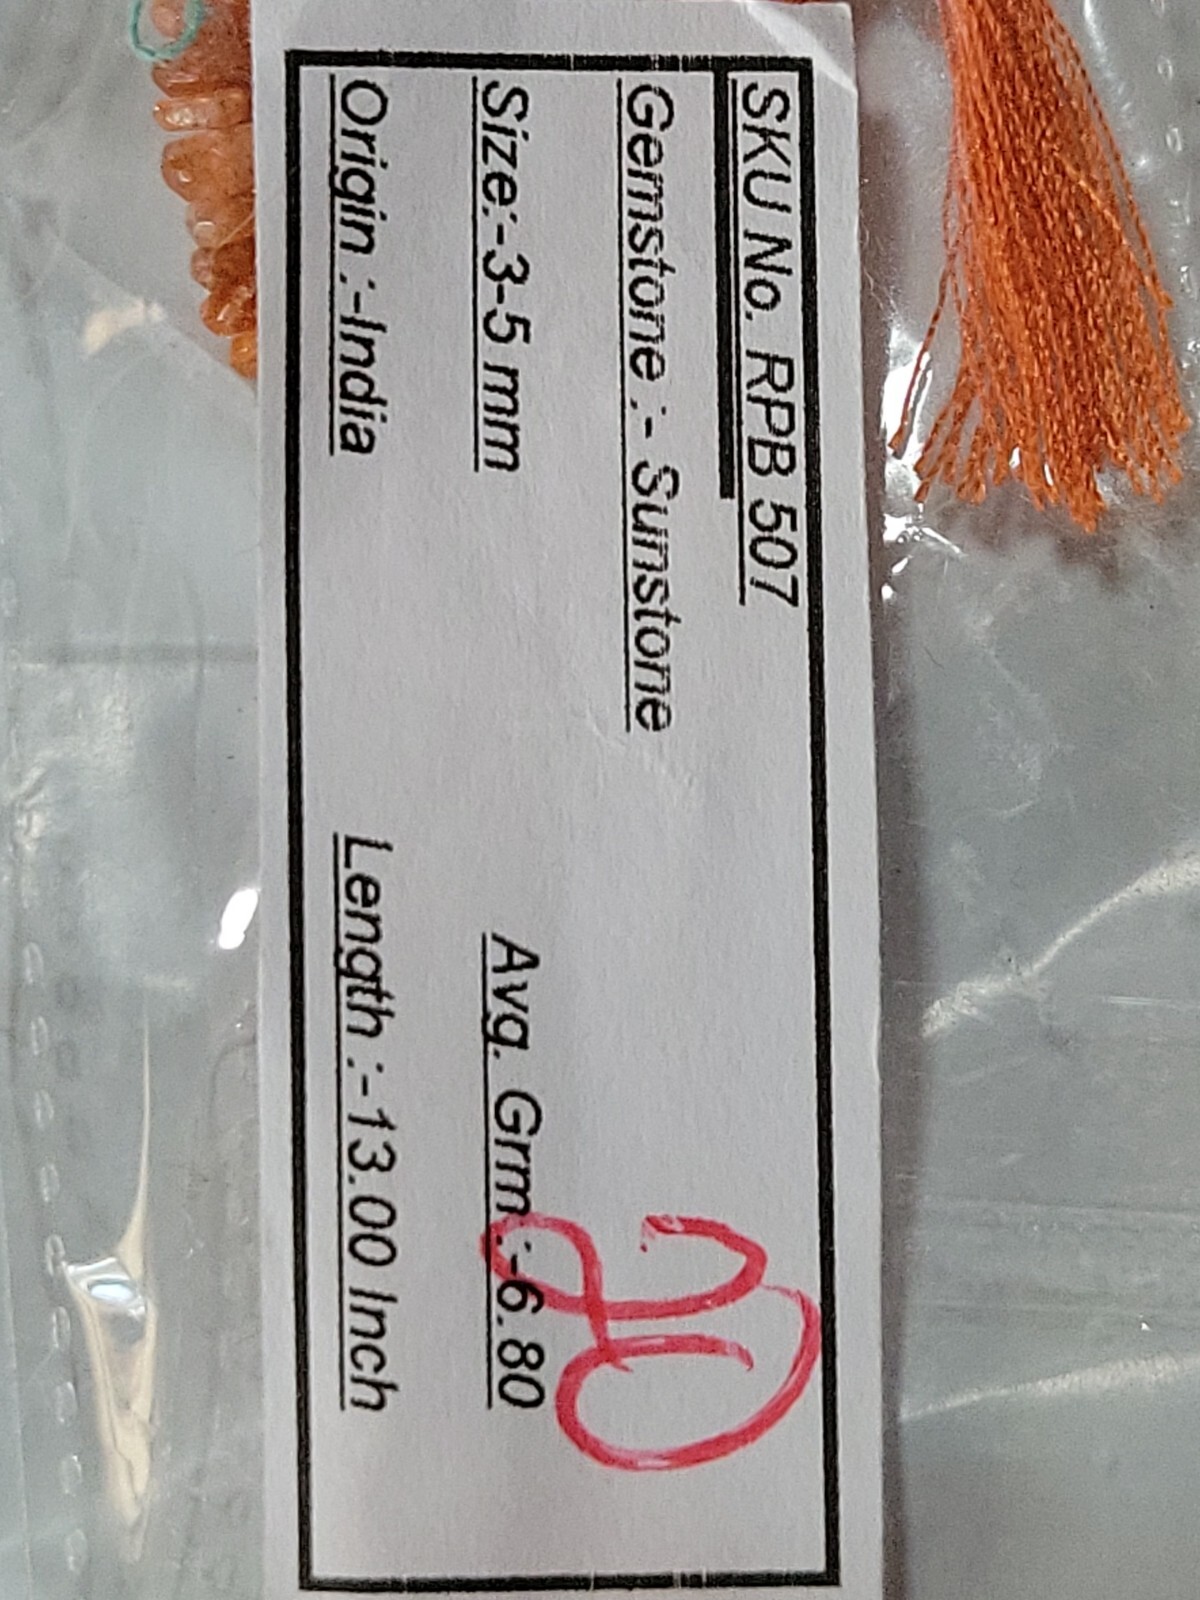 SKU No. RPB 507
Gemstone :- Sunstone
Size:-3-5 mm Avg. Grm.:-6.80
Origin :-India Length :-13.00 Inch
20